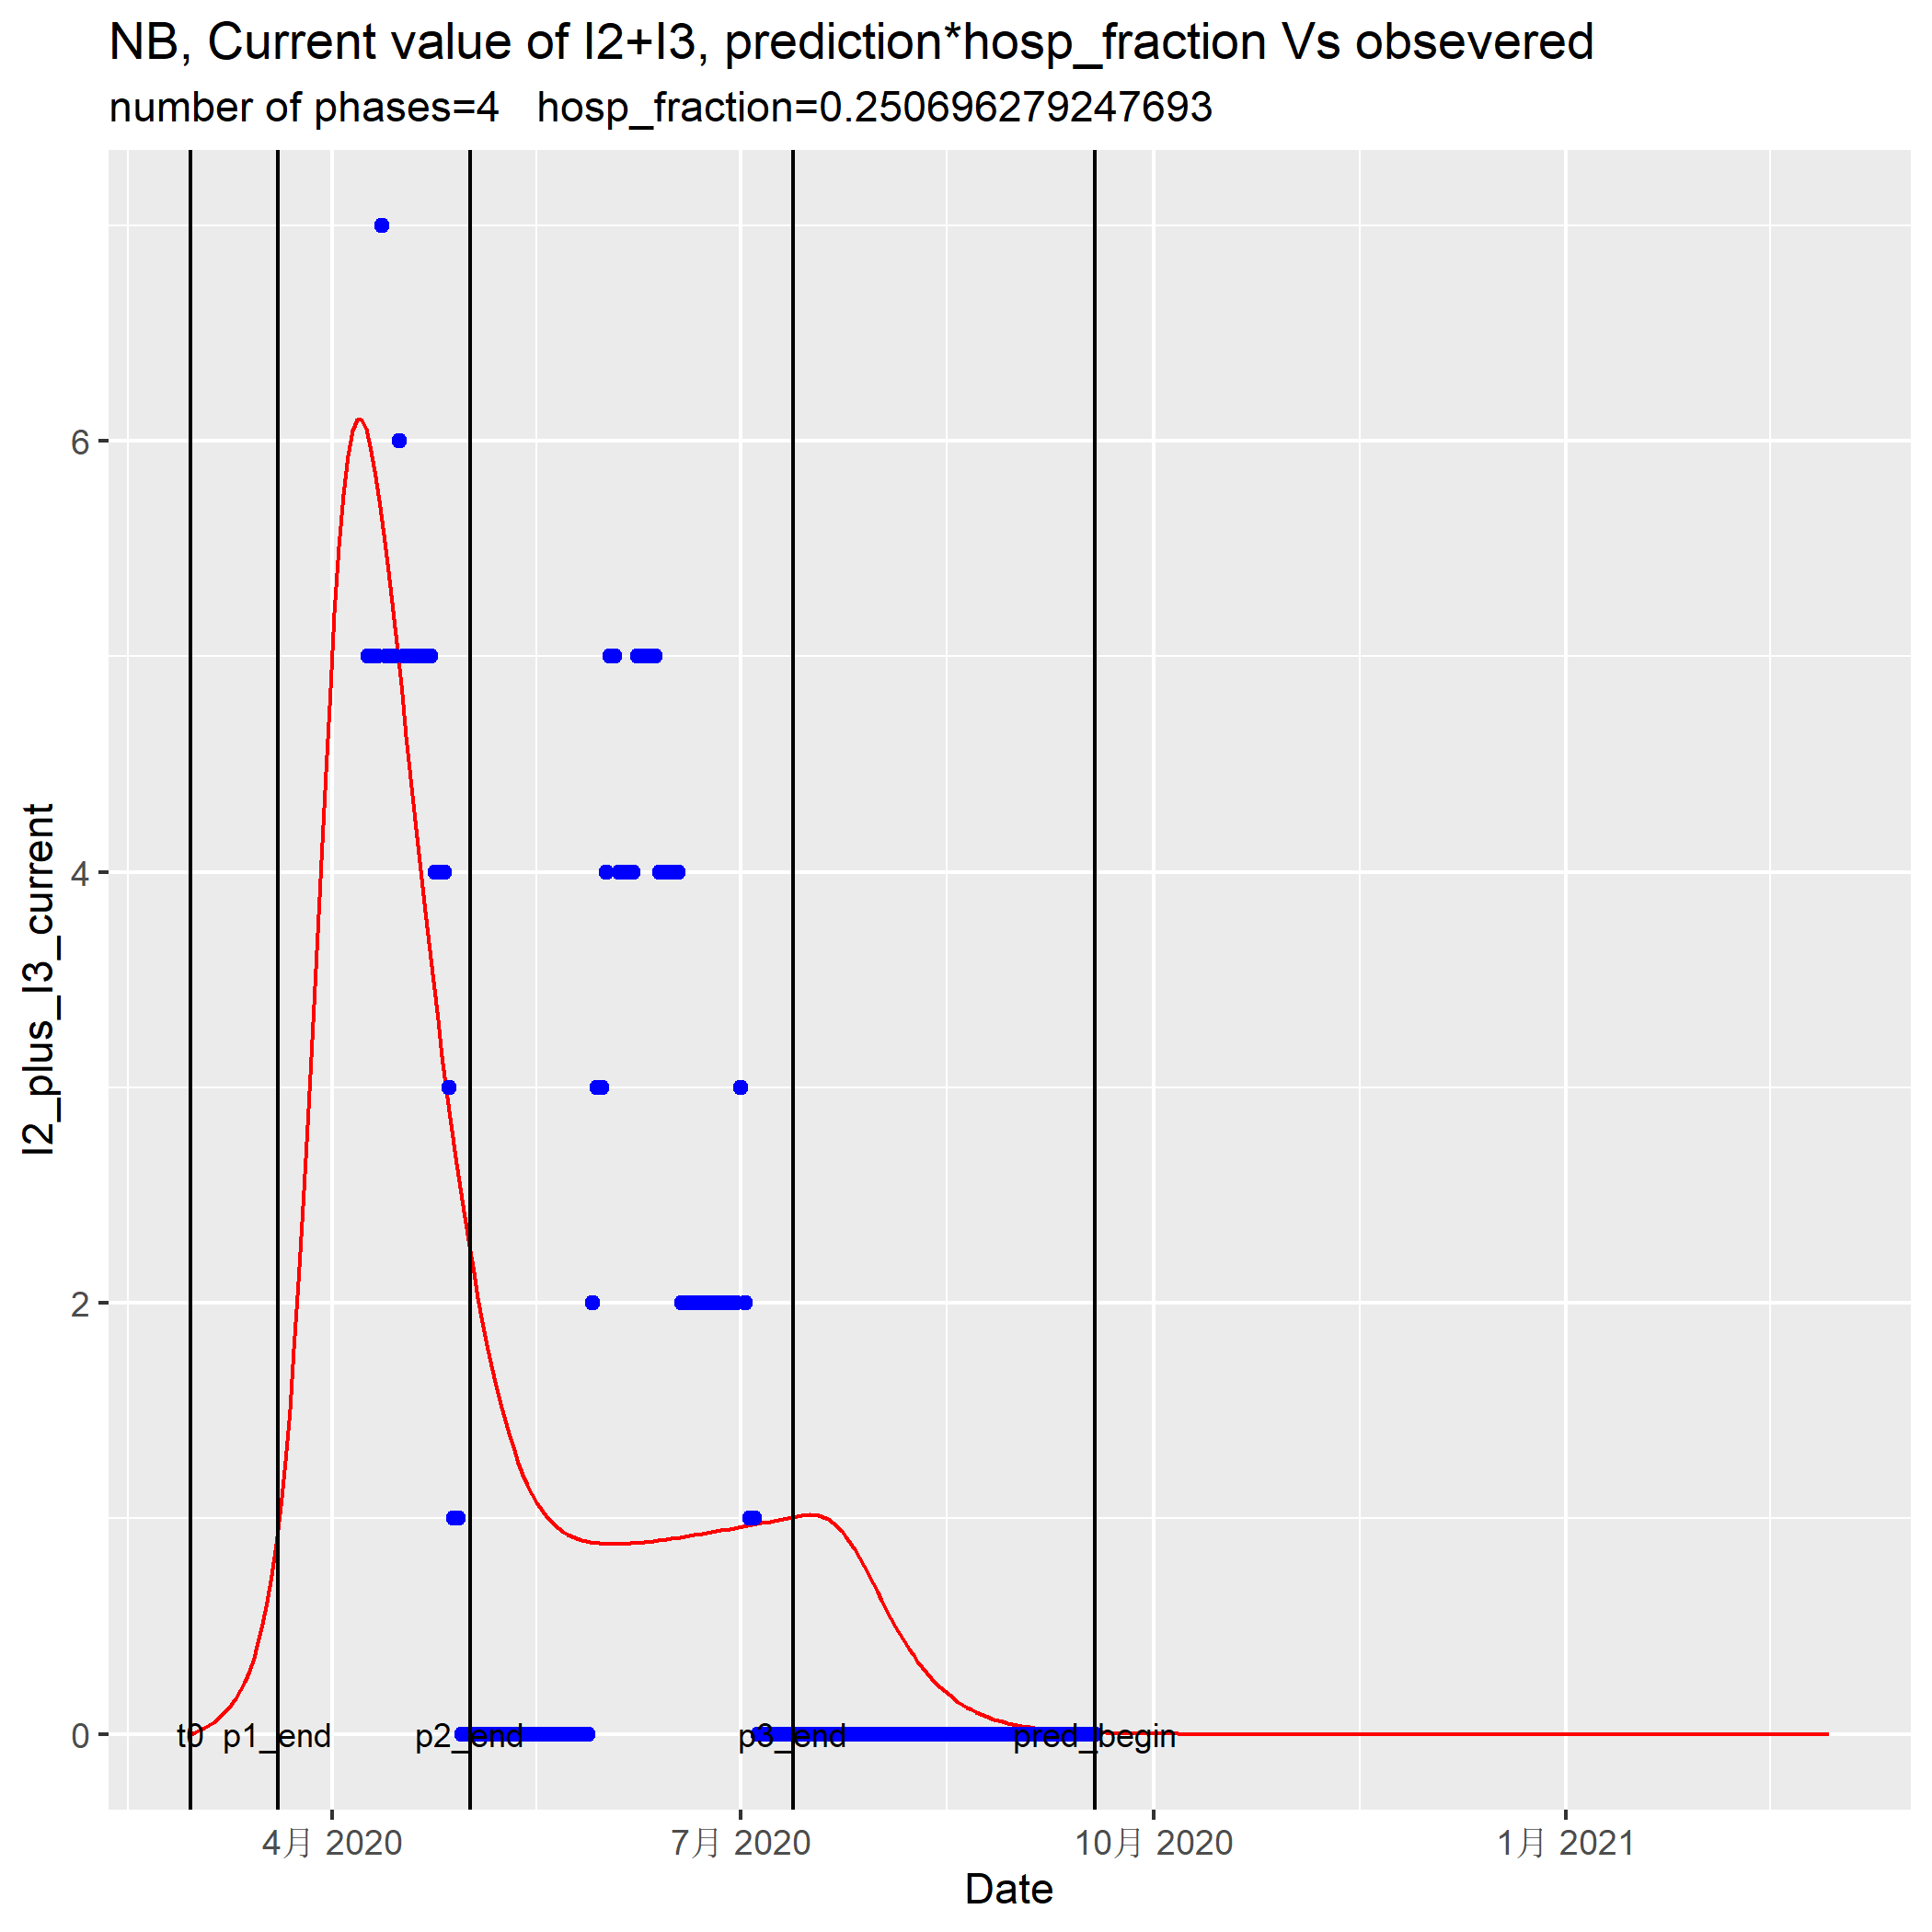 NB, Current value of I2+I3, prediction*hosp_fraction Vs obsevered
number of phases=4 hosp_fraction=0.250696279247693
I2_plus_I3_current
6
4
2
0
t0 p1_end p2_end p3_end pred_begin
4月 2020 7月 2020 10月 2020 1月 2021
Date